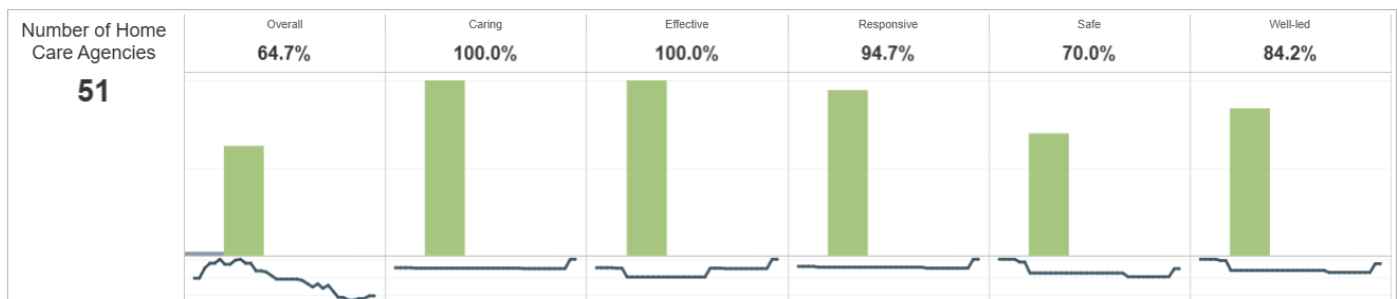 Number of Home
Care Agencies
51
Overall
64.7%
Caring
100.0%
Effective
100.0%
Responsive
94.7%
Safe
70.0%
Well-led
84.2%